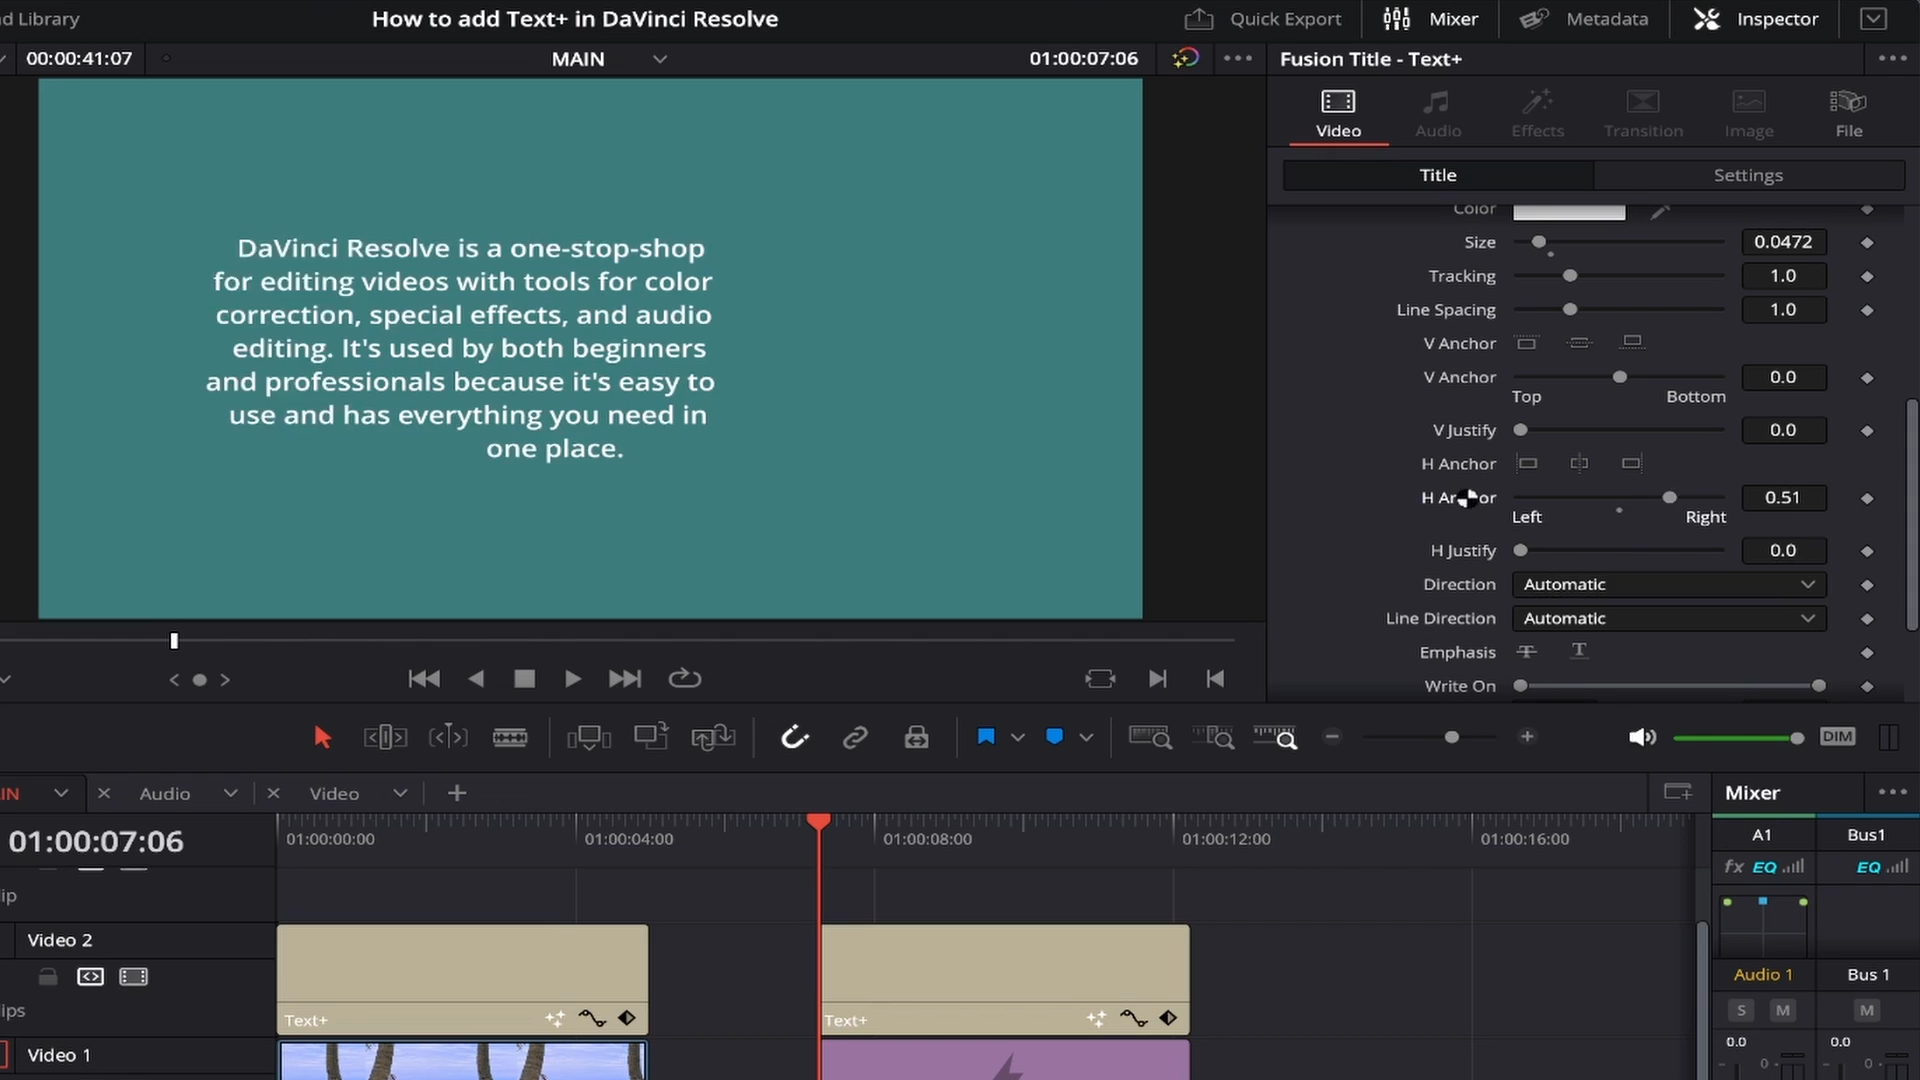 d Library
How to add Text+ in DaVinci Resolve
Quick Export
Mixer
Metadata
Inspector
00:00:41:07
MAIN
01:00:07:06
Fusion Title - Text+
Video
Audio
Effects
Transition
Image
File
Title
Settings
DaVinci Resolve is a one-stop-shop
for editing videos with tools for color
correction, special effects, and audio
editing. It's used by both beginners
and professionals because it's easy to
use and has everything you need in
one place.
Color
Size 0.0472
Tracking 1.0
Line Spacing 1.0
V Anchor
V Anchor 0.0
Top Bottom
V Justify 0.0
H Anchor
H Ar or 0.51
Left Right
H Justify 0.0
Direction Automatic
Line Direction Automatic
Emphasis
Write On
DIM
IN
Audio
Video
Mixer
01:00:07:06
01:00:00:00
01:00:04:00
01:00:08:00
01:00:12:00
01:00:16:00
A1
Bus1
fx EQ
EQ
lip
Video 2
lips
Text+
Text+
Video 1
Audio 1
Bus 1
S M
M
0.0
0.0
0
0